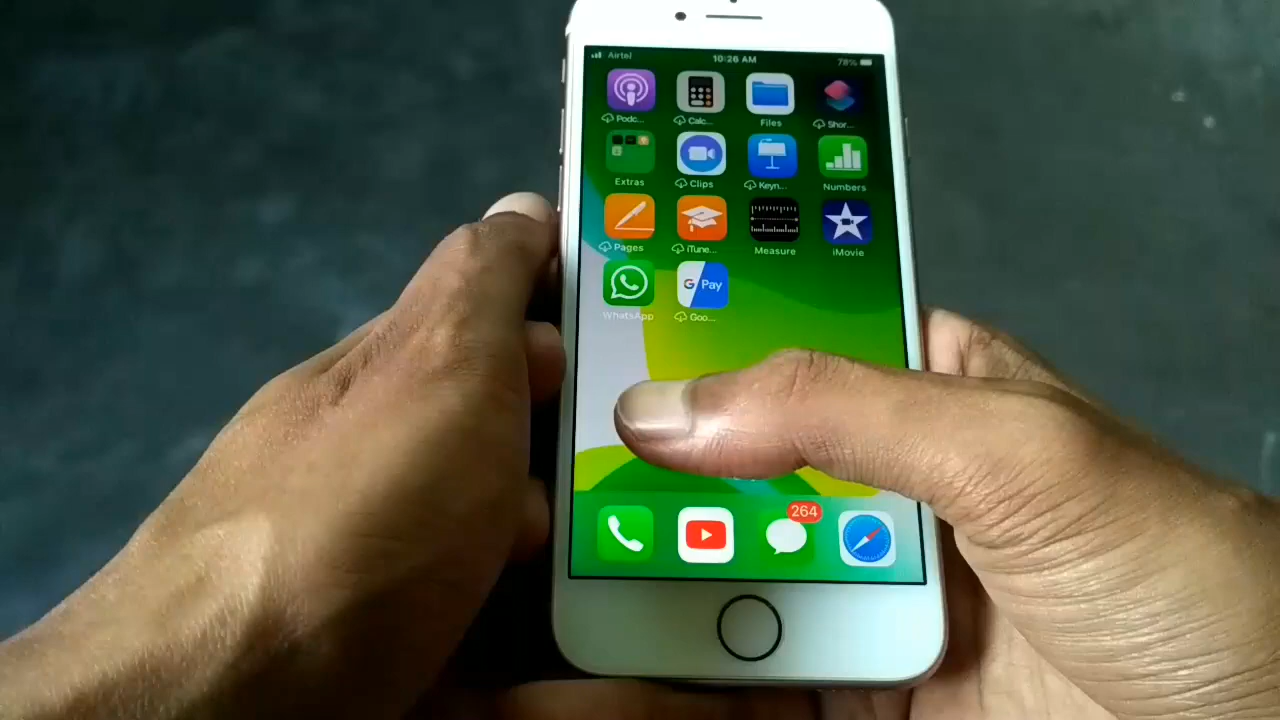 Airtel 10:26 AM 78%
Podc... Calc... Files Shor...
Extras Clips Keyn... Numbers
Pages iTune... Measure iMovie
G Pay
WhatsApp Goo...
264